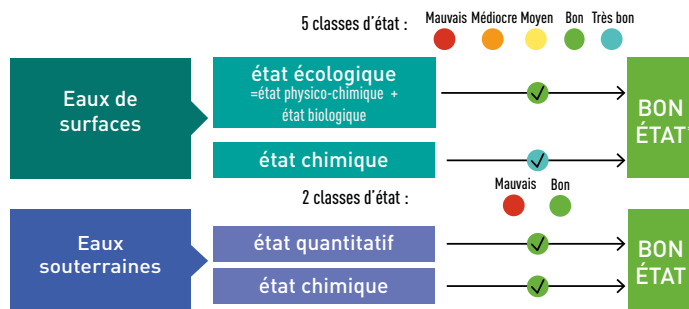 5 classes d'état :
Mauvais Médiocre Moyen Bon Très bon
Eaux de
surfaces
état écologique
=état physico-chimique +
état biologique
état chimique
BON
ÉTAT
2 classes d'état :
Mauvais Bon
Eaux
souterraines
état quantitatif
état chimique
BON
ÉTAT